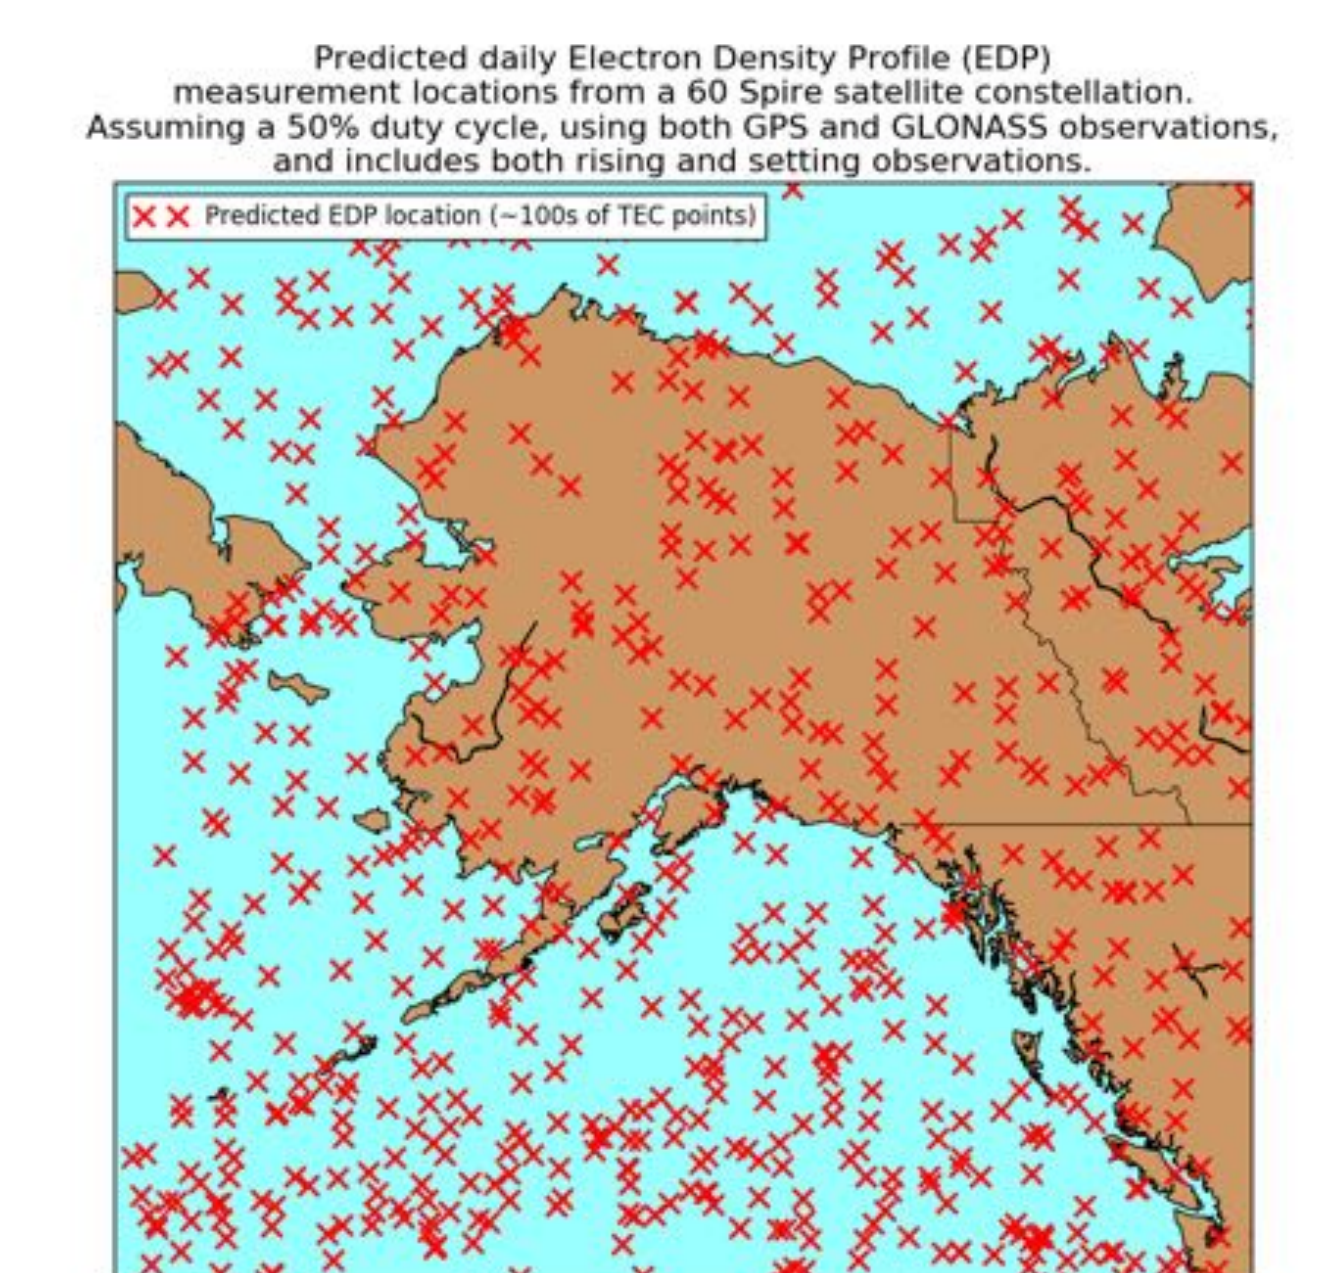 Predicted daily Electron Density Profile (EDP)
measurement locations from a 60 Spire satellite constellation.
Assuming a 50% duty cycle, using both GPS and GLONASS observations,
and includes both rising and setting observations.
Predicted EDP location (~100s of TEC points)